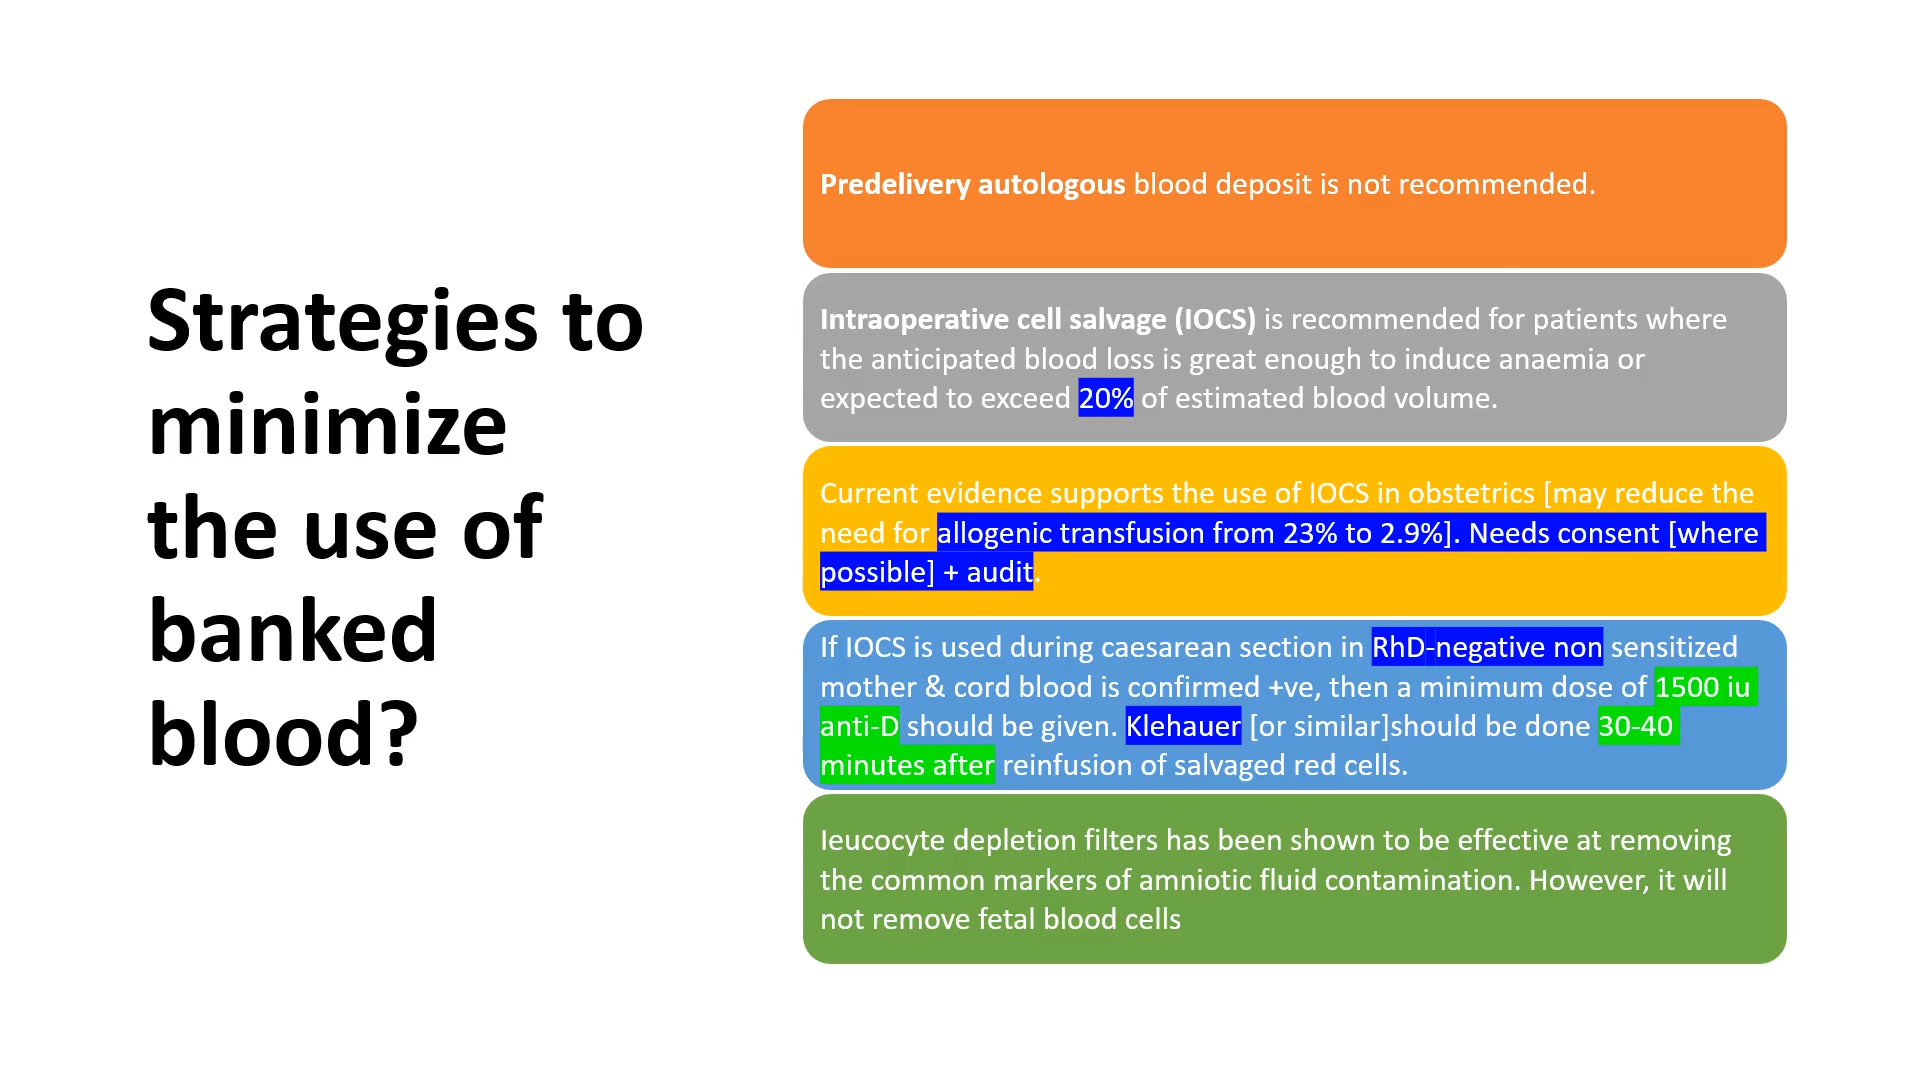 Strategies to
minimize
the use of
banked
blood?
Predelivery autologous blood deposit is not recommended.
Intraoperative cell salvage (IOCS) is recommended for patients where
the anticipated blood loss is great enough to induce anaemia or
expected to exceed 20% of estimated blood volume.
Current evidence supports the use of IOCS in obstetrics [may reduce the
need for allogenic transfusion from 23% to 2.9%]. Needs consent [where
possible] + audit.
If IOCS is used during caesarean section in RhD-negative non sensitized
mother & cord blood is confirmed +ve, then a minimum dose of 1500 iu
anti-D should be given. Klehauer [or similar]should be done 30-40
minutes after reinfusion of salvaged red cells.
Ieucocyte depletion filters has been shown to be effective at removing
the common markers of amniotic fluid contamination. However, it will
not remove fetal blood cells